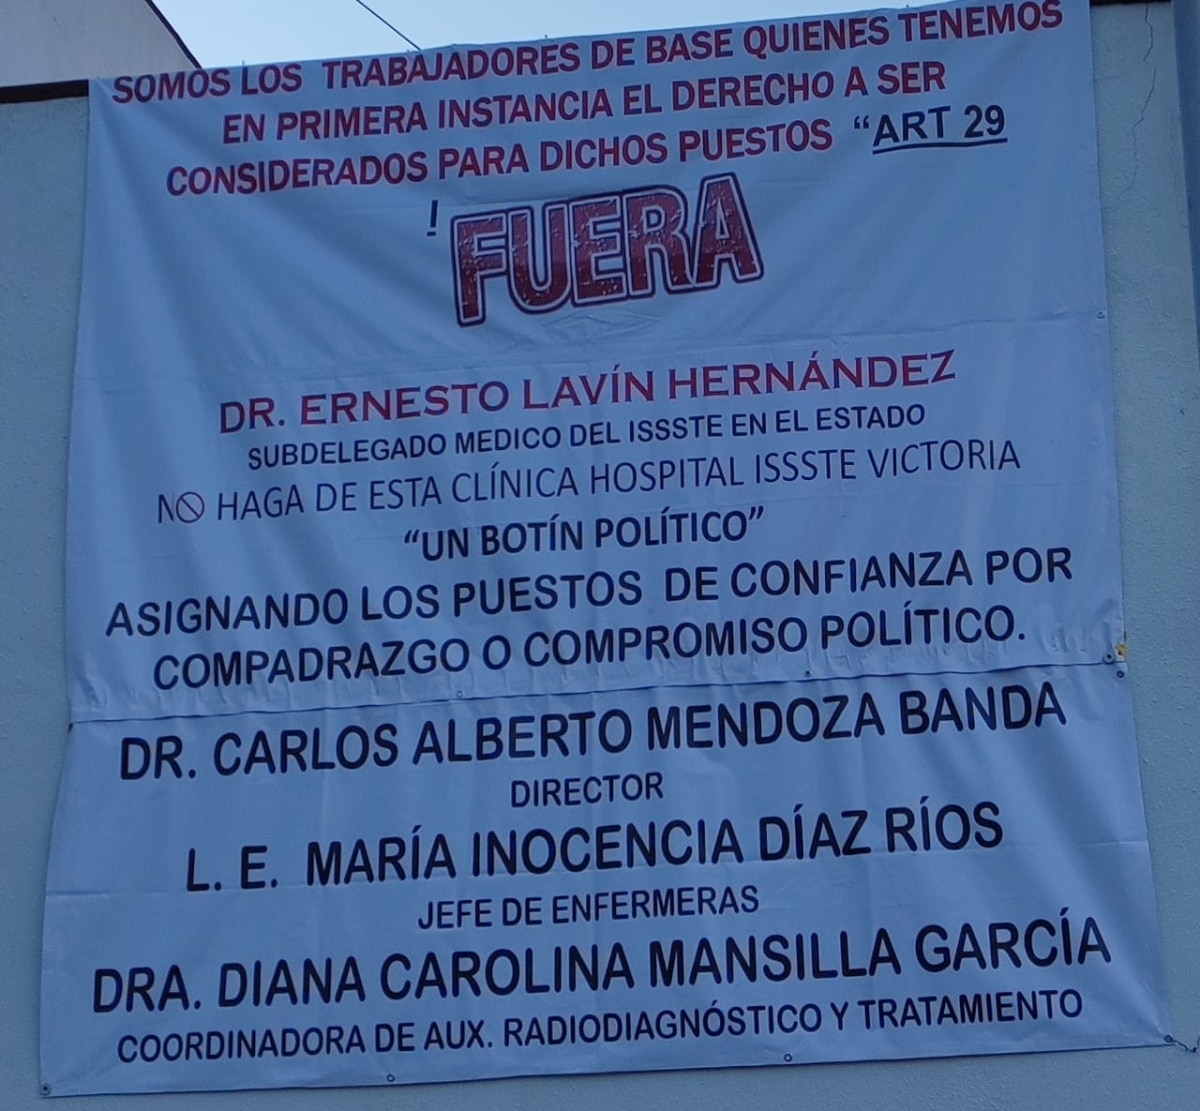 SOMOS LOS TRABAJADORES DE BASE QUIENES TENEMOS
EN PRIMERA INSTANCIA EL DERECHO A SER
CONSIDERADOS PARA DICHOS PUESTOS “ART 29
! FUERA
DR. ERNESTO LAVÍN HERNÁNDEZ
SUBDELEGADO MEDICO DEL ISSSTE EN EL ESTADO
NO HAGA DE ESTA CLÍNICA HOSPITAL ISSSTE VICTORIA
“UN BOTÍN POLÍTICO”
ASIGNANDO LOS PUESTOS DE CONFIANZA POR
COMPADRAZGO O COMPROMISO POLÍTICO.
DR. CARLOS ALBERTO MENDOZA BANDA
DIRECTOR
L. E. MARÍA INOCENCIA DÍAZ RÍOS
JEFE DE ENFERMERAS
DRA. DIANA CAROLINA MANSILLA GARCÍA
COORDINADORA DE AUX. RADIODIAGNÓSTICO Y TRATAMIENTO